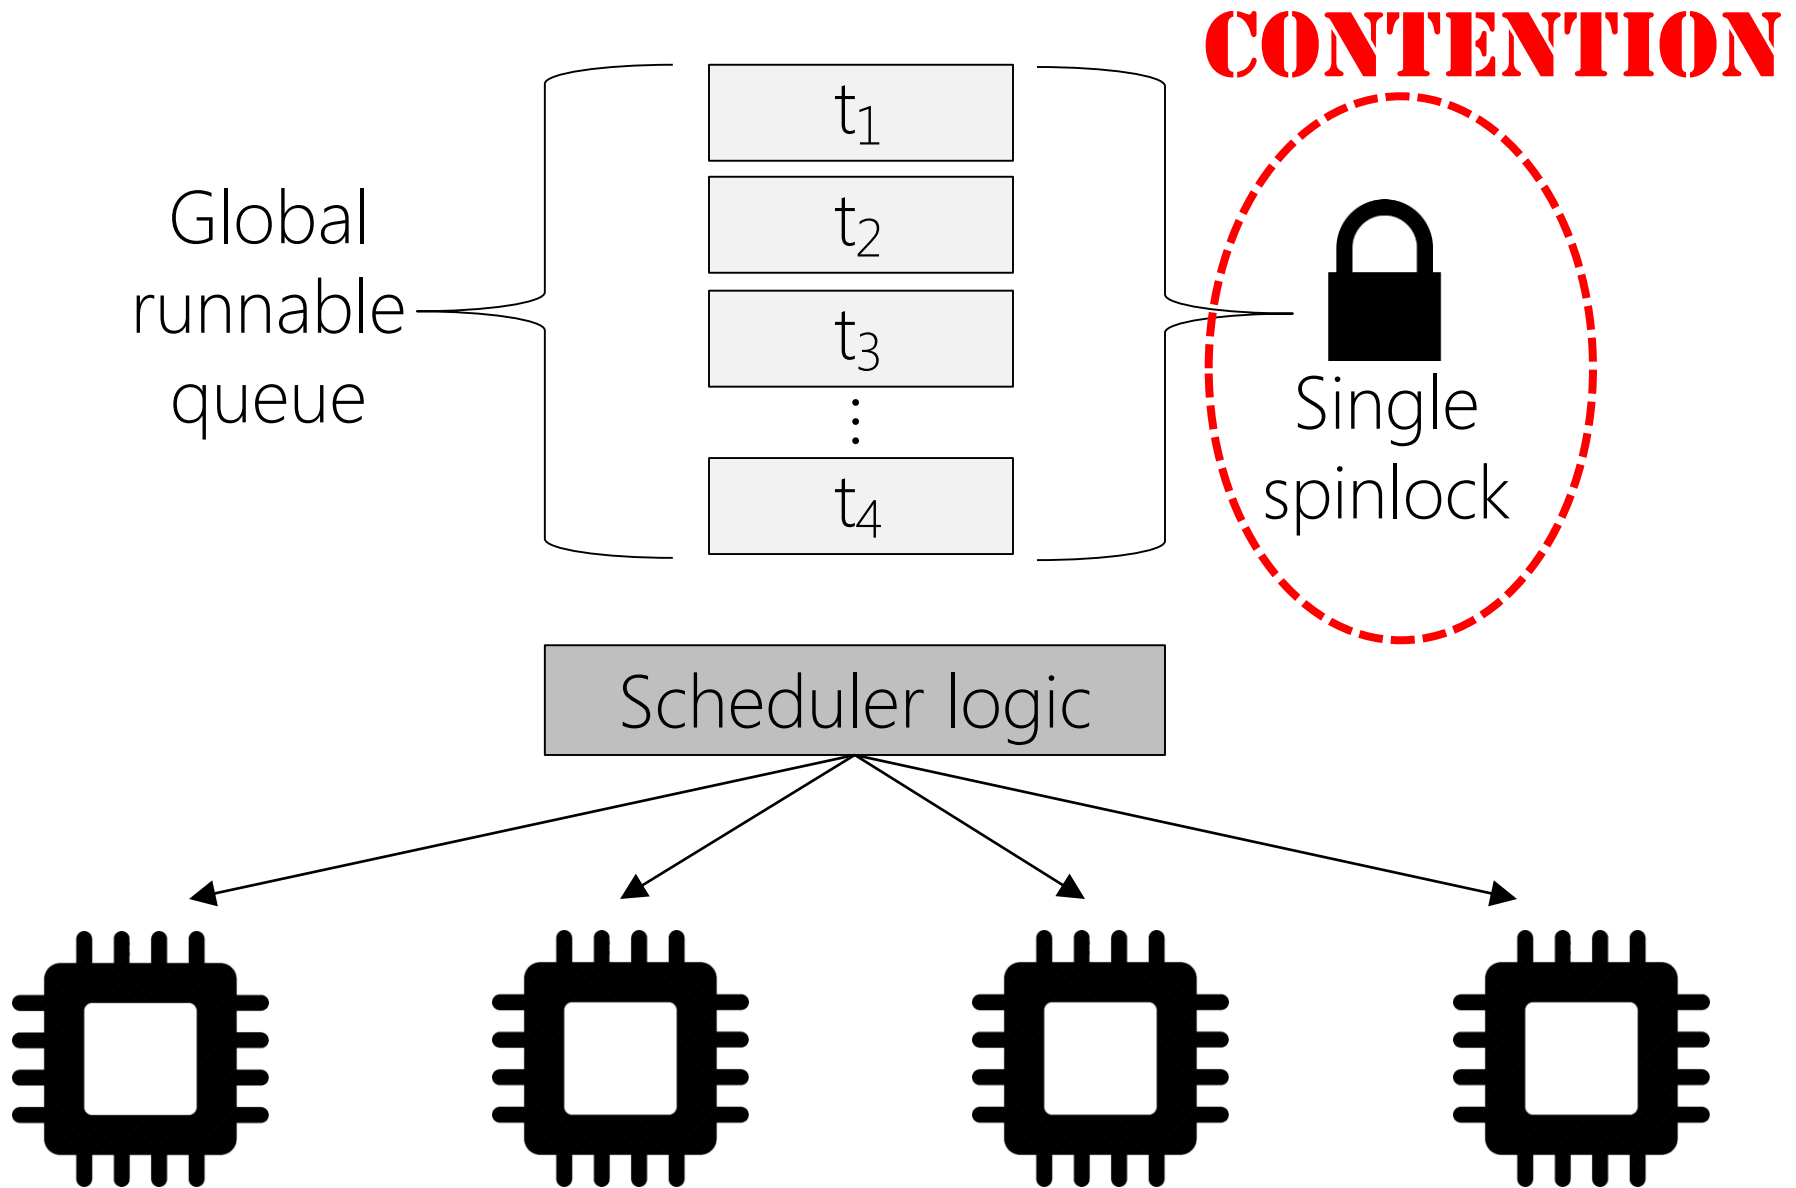 CONTENTION
t1
t2
t3
⋮
t4
Global
runnable
queue
Single
spinlock
Scheduler logic